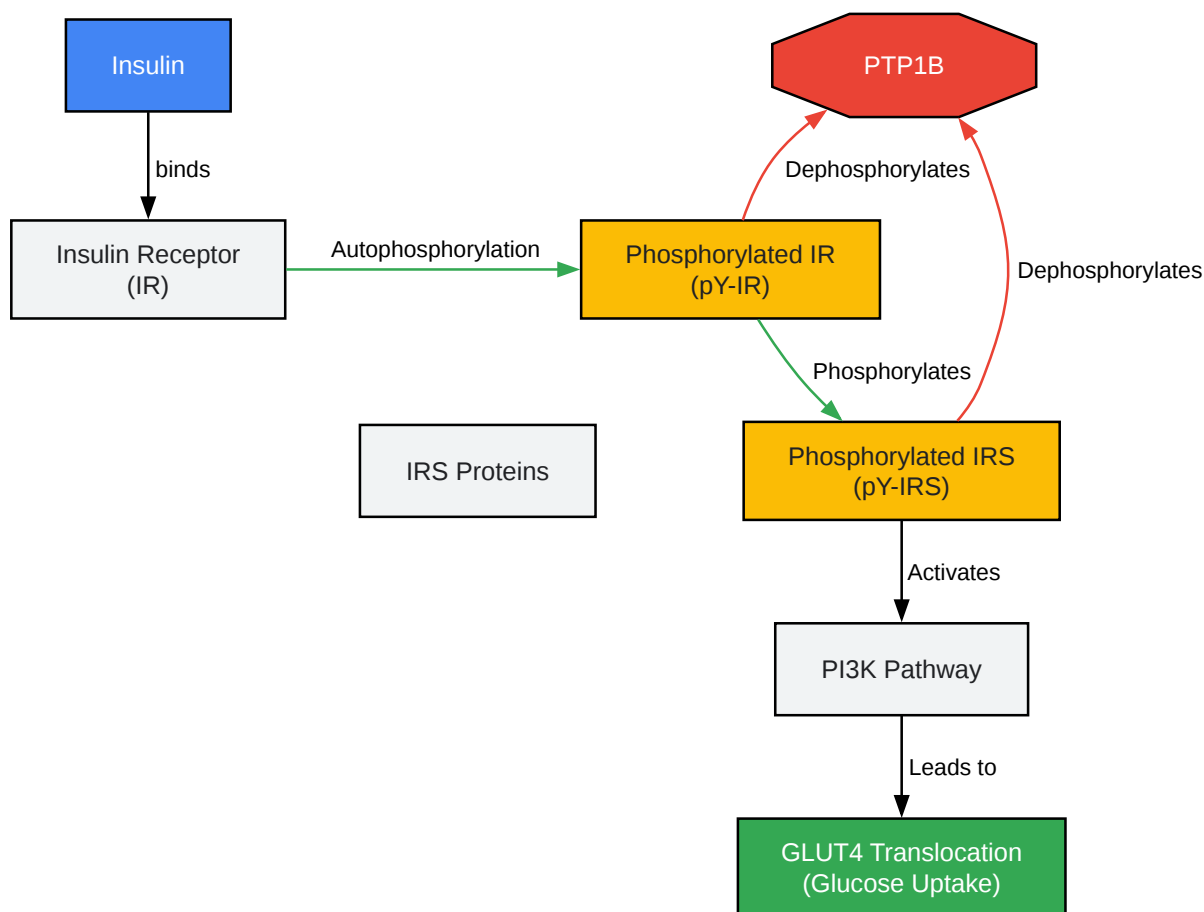 Insulin
PTP1B
binds
Dephosphorylates
Insulin Receptor
(IR)
Autophosphorylation
Phosphorylated IR
(pY-IR)
Dephosphorylates
Phosphorylates
IRS Proteins
Phosphorylated IRS
(pY-IRS)
Activates
PI3K Pathway
Leads to
GLUT4 Translocation
(Glucose Uptake)